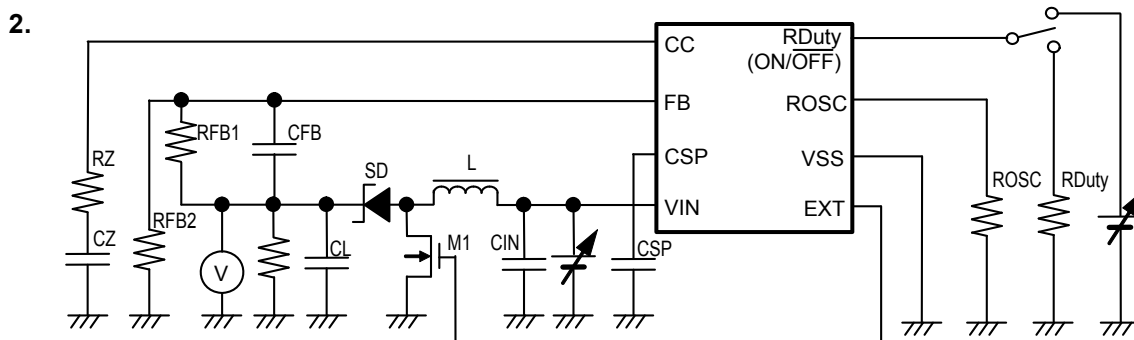 2.
CC
RDuty
(ON/OFF)
FB
ROSC
CSP
VSS
VIN
EXT
RFB1
CFB
RZ
SD
L
ROSC
RDuty
RFB2
CZ
V
CL
M1
CIN
CSP